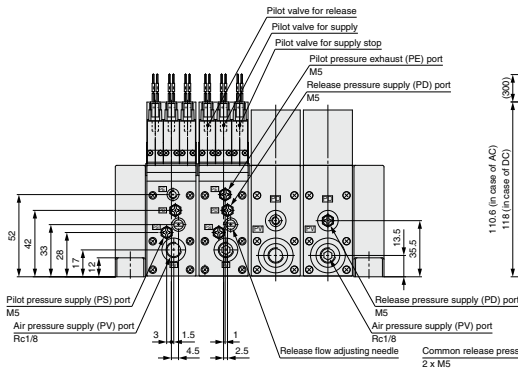 Pilot valve for release
Pilot valve for supply
Pilot valve for supply stop
Pilot pressure exhaust (PE) port
M5
Release pressure supply (PD) port
M5
(300)
110.6 (in case of AC)
118 (in case of DC)
52
42
33
28
17
12
13.5
35.5
Pilot pressure supply (PS) port
M5
Air pressure supply (PV) port
Rc1/8
3
1.5
4.5
1
2.5
Release flow adjusting needle
Release pressure supply (PD) port
M5
Air pressure supply (PV) port
Rc1/8
Common release press
2 x M5